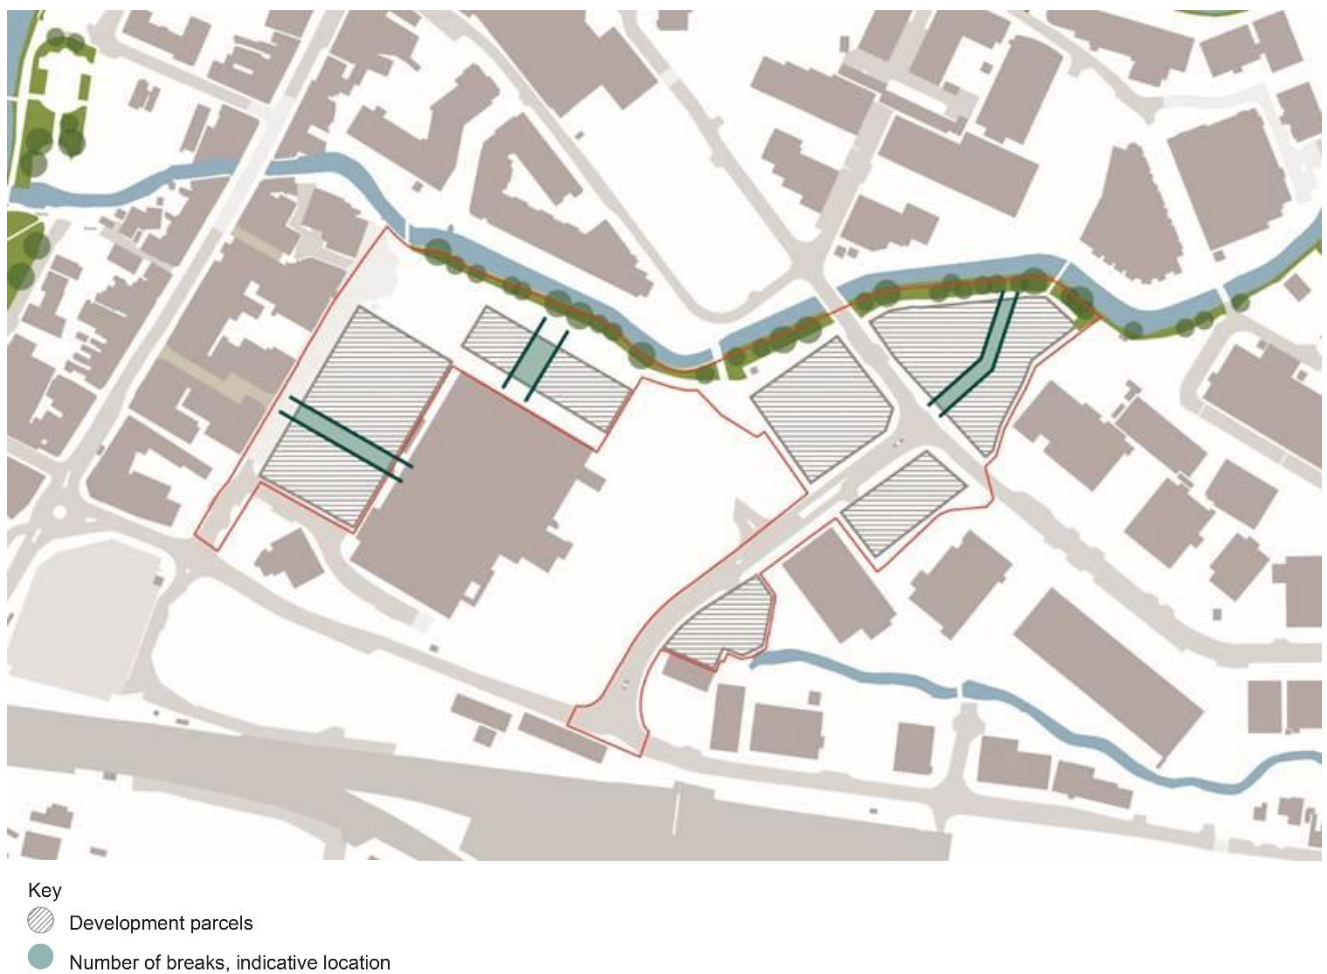 Key
Development parcels
Number of breaks, indicative location